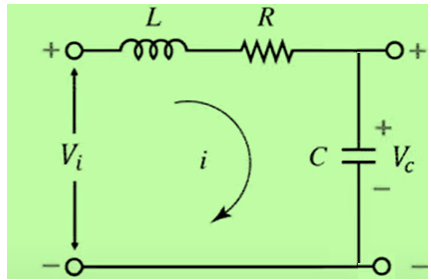 L R
+ +
+
V_i i C V_c
−
− −